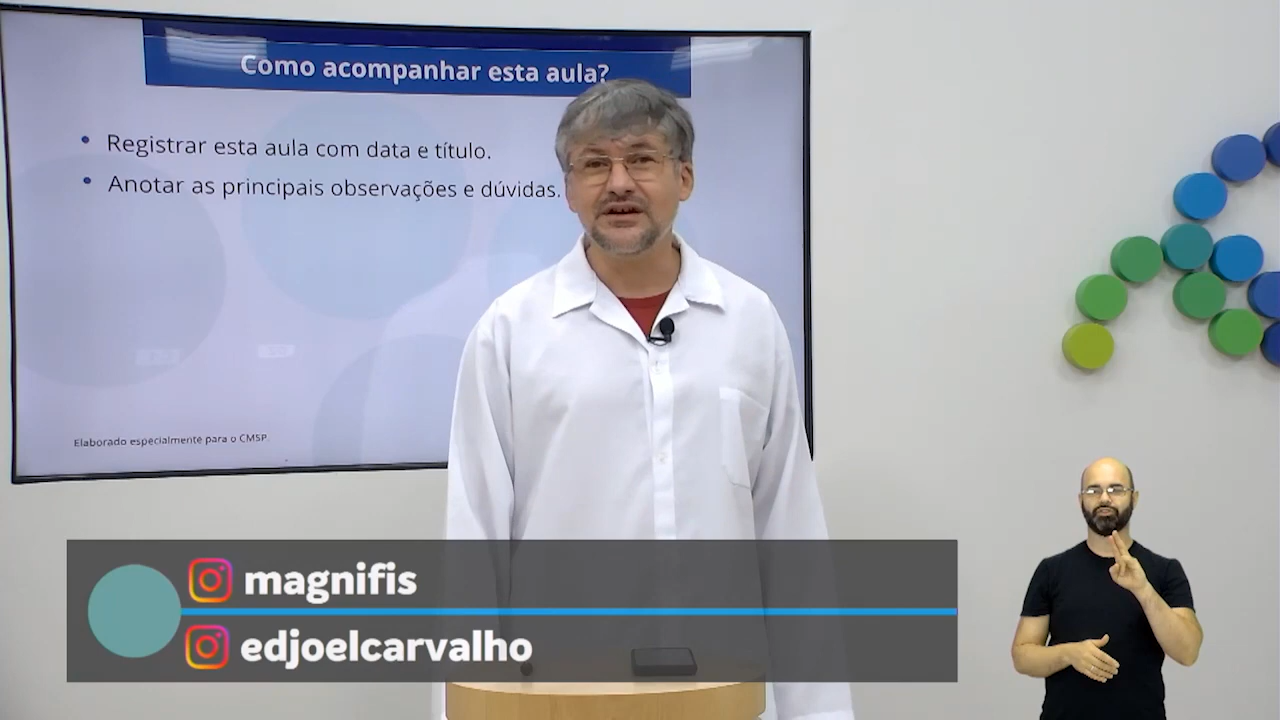 Como acompanhar esta aula?
• Registrar esta aula com data e título.
• Anotar as principais observações e dúvidas.
Elaborado especialmente para o CMSP.
magnifis
edjoelcarvalho